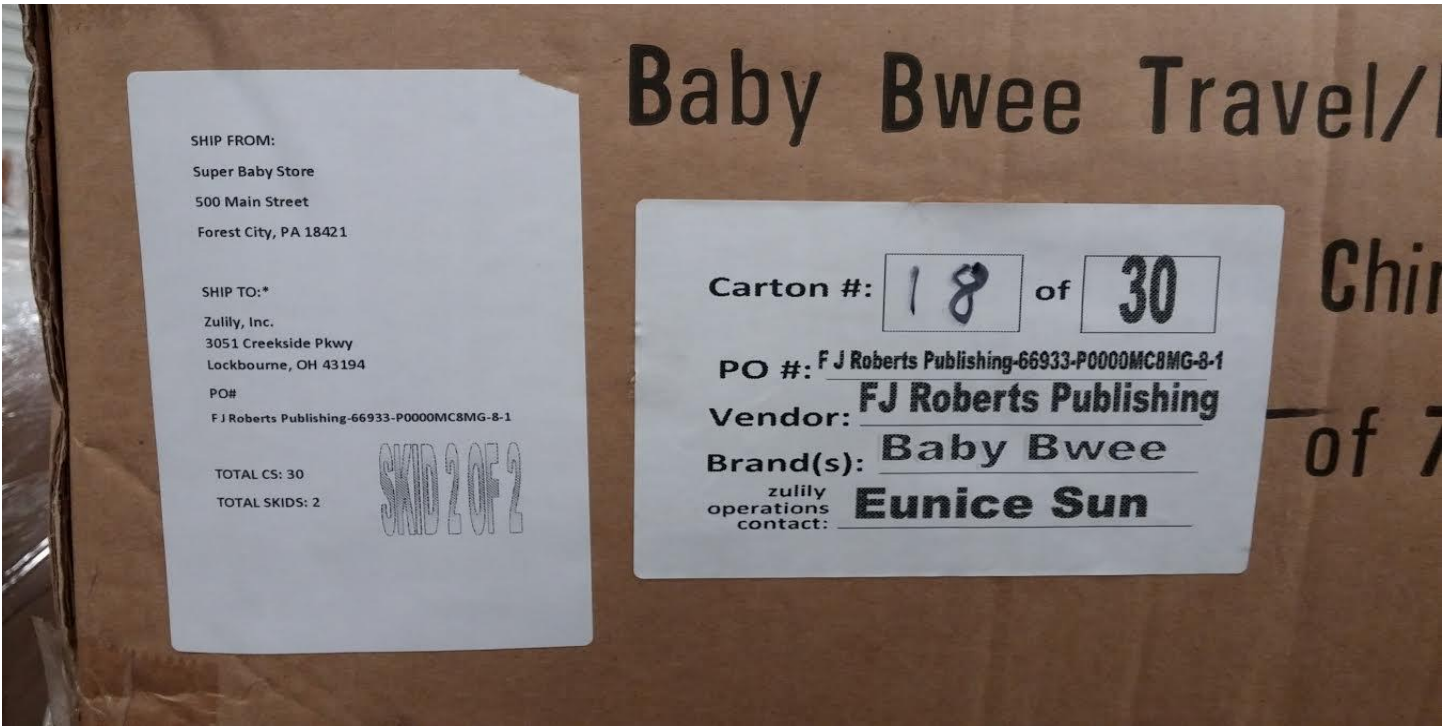 Baby Bwee Travel/
SHIP FROM:
Super Baby Store
500 Main Street
Forest City, PA 18421
SHIP TO:*
Zulily, Inc.
3051 Creekside Pkwy
Lockbourne, OH 43194
PO#
F J Roberts Publishing-66933-P0000MC8MG-8-1
TOTAL CS: 30
TOTAL SKIDS: 2
SKID 2 OF 2
Carton #: 18 of 30
PO #: F J Roberts Publishing-66933-P0000MC8MG-8-1
Vendor: FJ Roberts Publishing
Brand(s): Baby Bwee
zulily
operations
contact: Eunice Sun
of 7